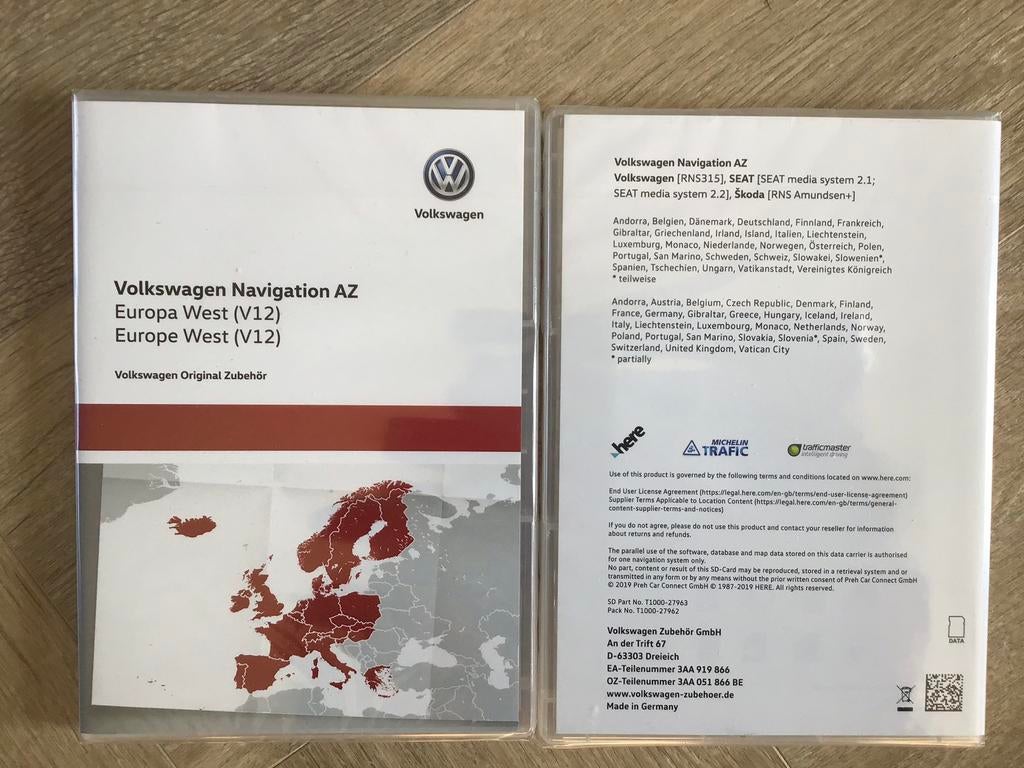 Volkswagen
Volkswagen Navigation AZ
Europa West (V12)
Europe West (V12)
Volkswagen Original Zubehör
Volkswagen Navigation AZ
Volkswagen [RNS315], SEAT [SEAT media system 2.1;
SEAT media system 2.2], Škoda [RNS Amundsen+]
Andorra, Belgien, Dänemark, Deutschland, Finnland, Frankreich,
Gibraltar, Griechenland, Irland, Island, Italien, Liechtenstein,
Luxemburg, Monaco, Niederlande, Norwegen, Österreich, Polen,
Portugal, San Marino, Schweden, Schweiz, Slowakei, Slowenien*,
Spanien, Tschechien, Ungarn, Vatikanstadt, Vereinigtes Königreich
* teilweise
Andorra, Austria, Belgium, Czech Republic, Denmark, Finland,
France, Germany, Gibraltar, Greece, Hungary, Iceland, Ireland,
Italy, Liechtenstein, Luxembourg, Monaco, Netherlands, Norway,
Poland, Portugal, San Marino, Slovakia, Slovenia*, Spain, Sweden,
Switzerland, United Kingdom, Vatican City
* partially
here
MICHELIN
TRAFIC
trafficmaster
intelligent driving
Use of this product is governed by the following terms and conditions located on www.here.com:
End User License Agreement (https://legal.here.com/en-gb/terms/end-user-license-agreement)
Supplier Terms Applicable to Location Content (https://legal.here.com/en-gb/terms/general-
content-supplier-terms-and-notices)
If you do not agree, please do not use this product and contact your reseller for information
about returns and refunds.
The parallel use of the software, database and map data stored on this data carrier is authorised
for one navigation system only.
No part, content or result of this SD-Card may be reproduced, stored in a retrieval system and or
transmitted in any form or by any means without the prior written consent of Preh Car Connect GmbH
© 2019 Preh Car Connect GmbH © 1987-2019 HERE. All rights reserved.
SD Part No. T1000-27963
Pack No. T1000-27962
Volkswagen Zubehör GmbH
An der Trift 67
D-63303 Dreieich
EA-Teilenummer 3AA 919 866
OZ-Teilenummer 3AA 051 866 BE
www.volkswagen-zubehoer.de
Made in Germany
DATA